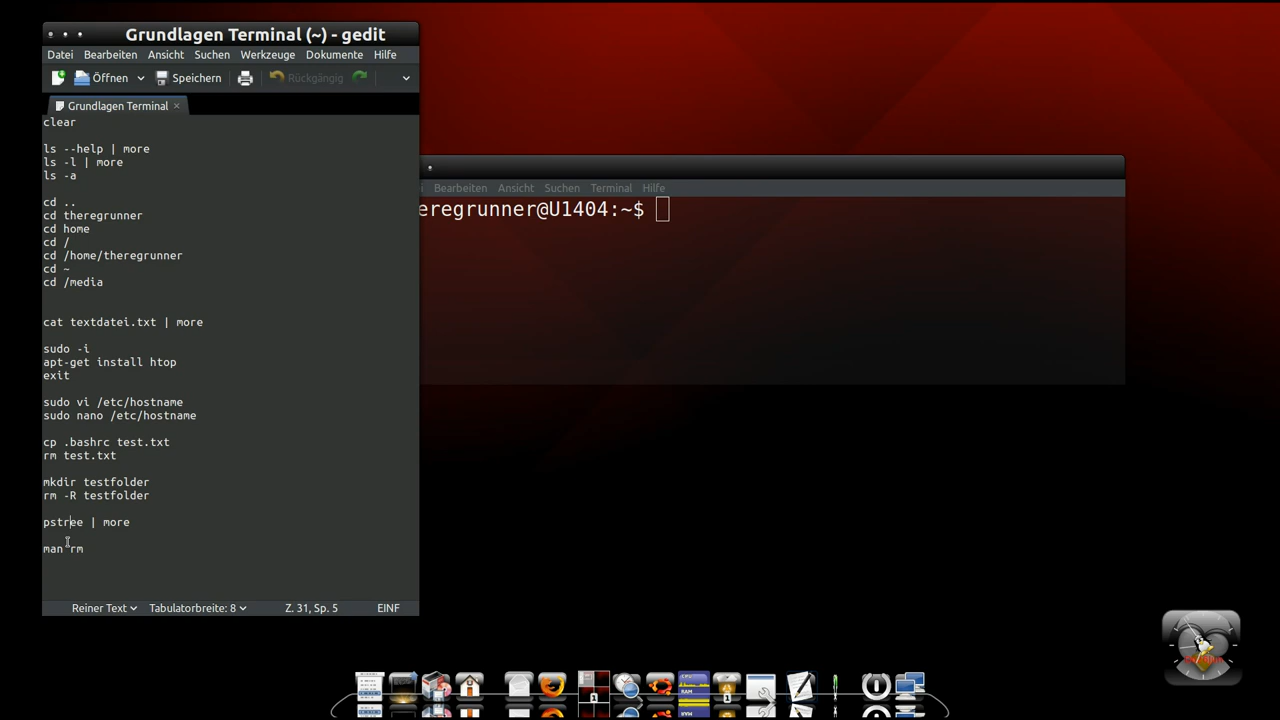 Grundlagen Terminal (~) - gedit
Datei Bearbeiten Ansicht Suchen Werkzeuge Dokumente Hilfe
Öffnen Speichern Rückgängig
Grundlagen Terminal ×
clear
ls --help | more
ls -l | more
ls -a
cd ..
cd theregrunner
cd home
cd /
cd /home/theregrunner
cd ~
cd /media
cat textdatei.txt | more
sudo -i
apt-get install htop
exit
sudo vi /etc/hostname
sudo nano /etc/hostname
cp .bashrc test.txt
rm test.txt
mkdir testfolder
rm -R testfolder
pstree | more
man rm
Reiner Text Tabulatorbreite: 8 Z. 31, Sp. 5 EINF
Bearbeiten Ansicht Suchen Terminal Hilfe
eregrunner@U1404:~$
1
RAM
1